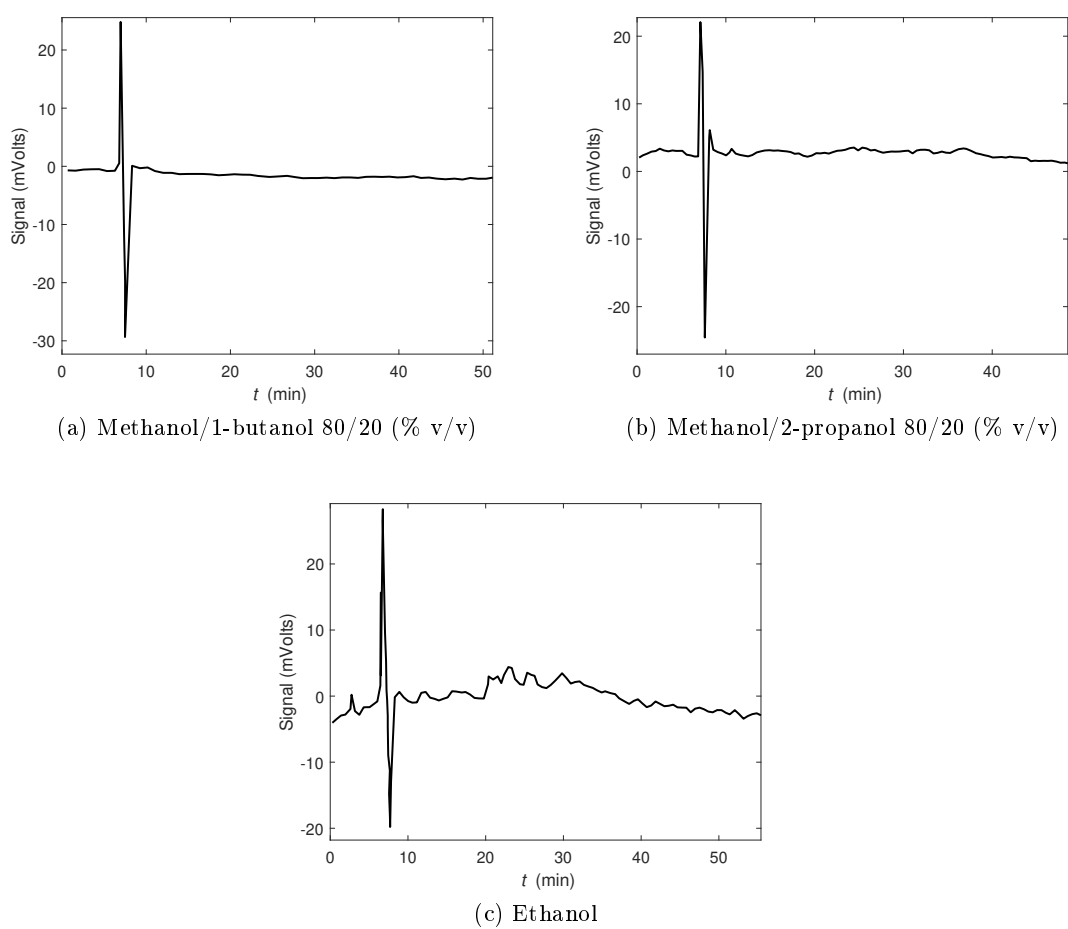 20
10
0
-10
-20
-30
Signal (mVolts)
0 10 20 30 40 50
t (min)
(a) Methanol/1-butanol 80/20 (% v/v)
20
10
0
-10
-20
Signal (mVolts)
0 10 20 30 40
t (min)
(b) Methanol/2-propanol 80/20 (% v/v)
20
10
0
-10
-20
Signal (mVolts)
0 10 20 30 40 50
t (min)
(c) Ethanol